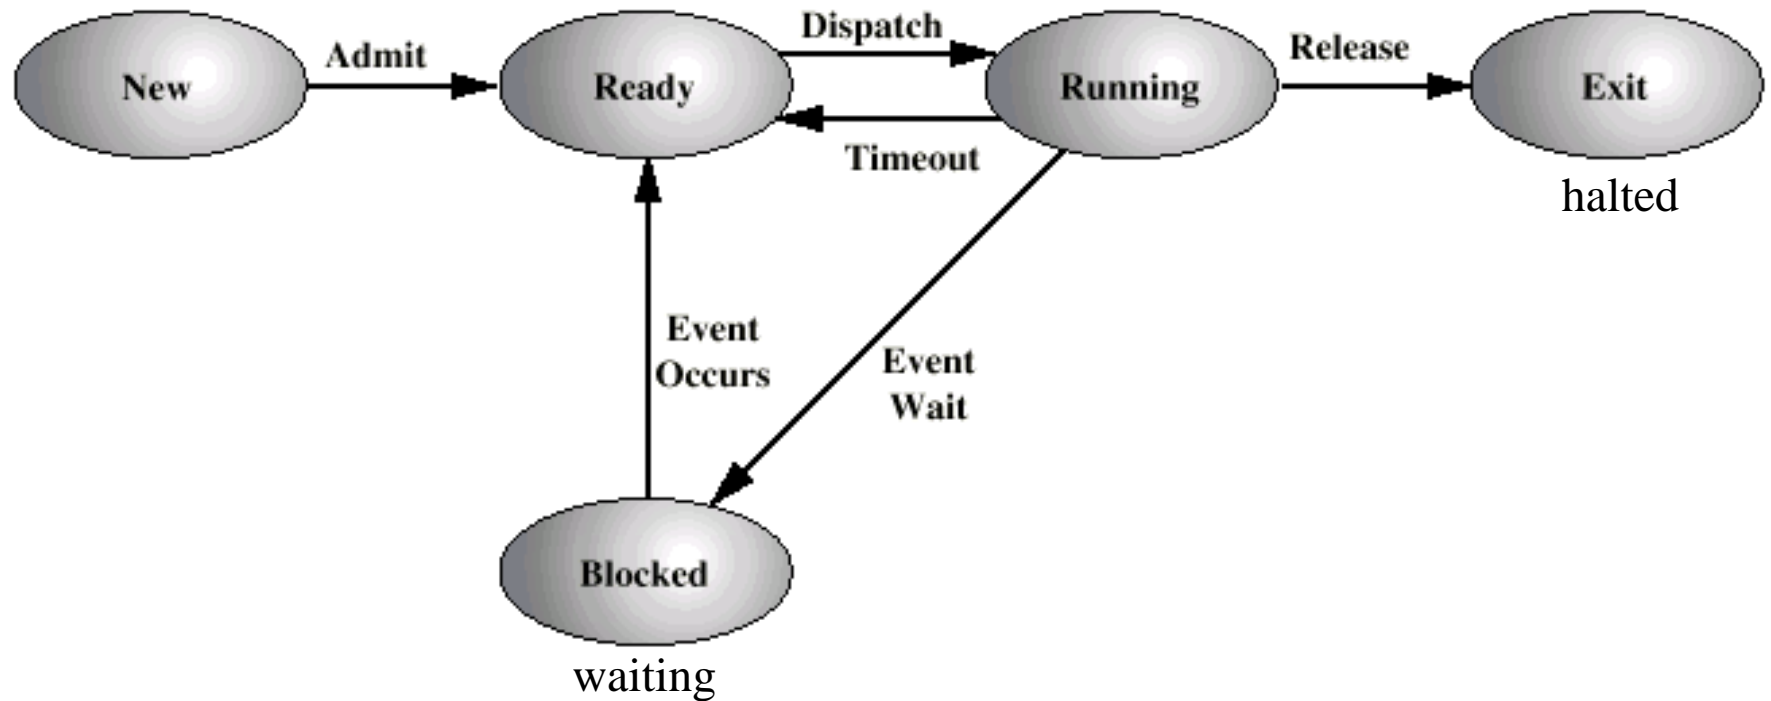 Dispatch
Admit
Release
New
Ready
Running
Exit
Timeout
halted
Event
Occurs
Event
Wait
Blocked
waiting